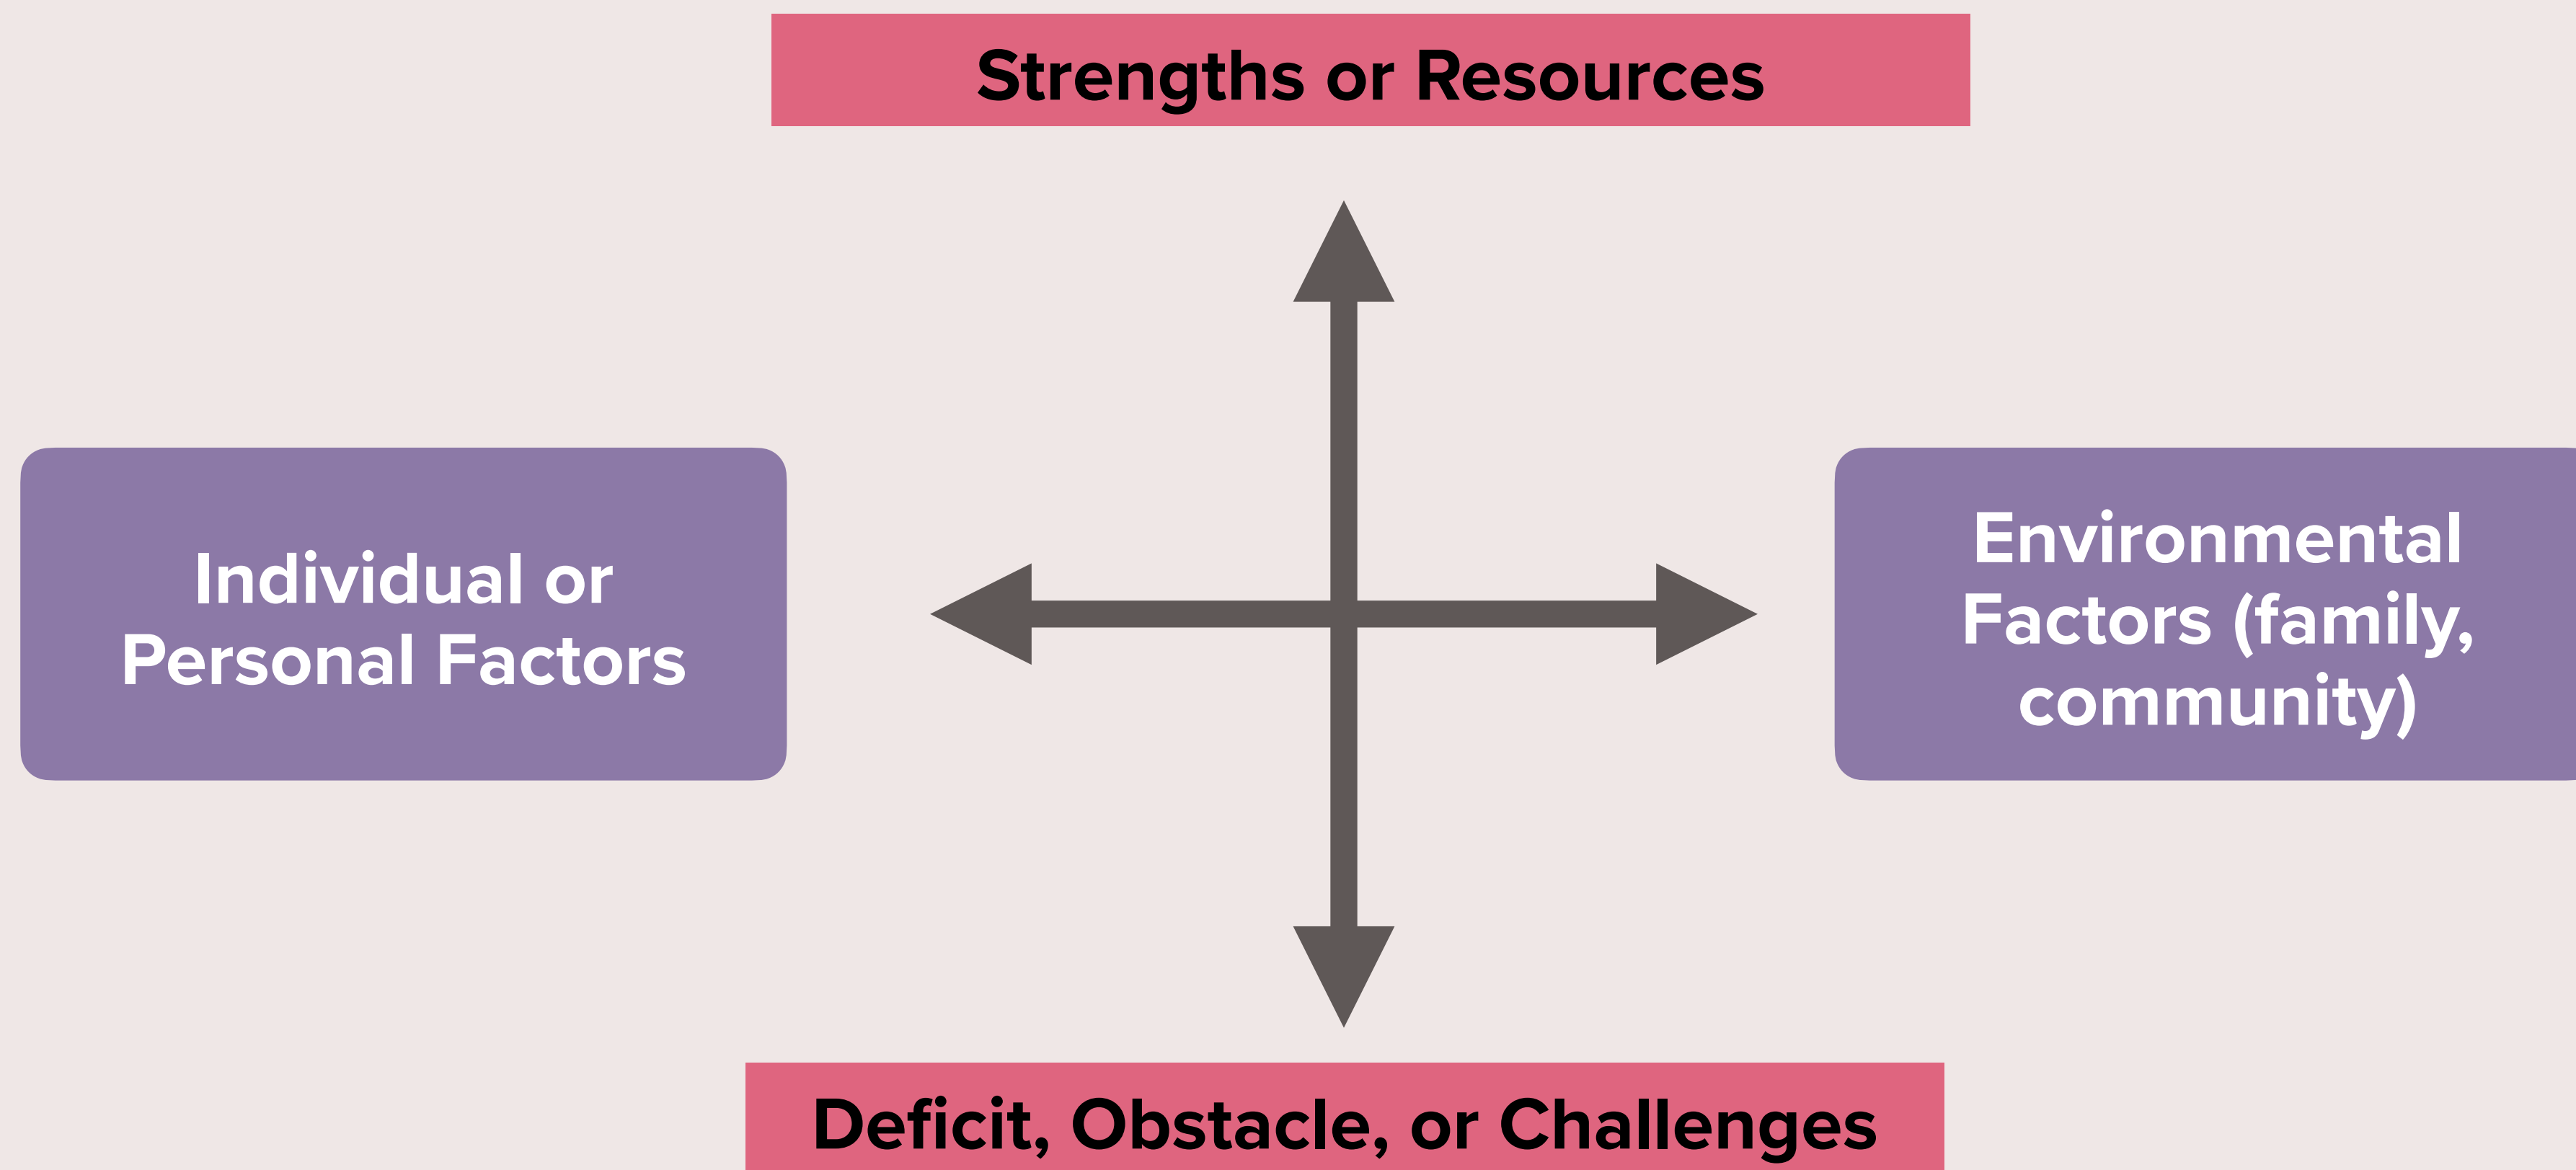 Strengths or Resources
Individual or
Personal Factors
Environmental
Factors (family,
community)
Deficit, Obstacle, or Challenges